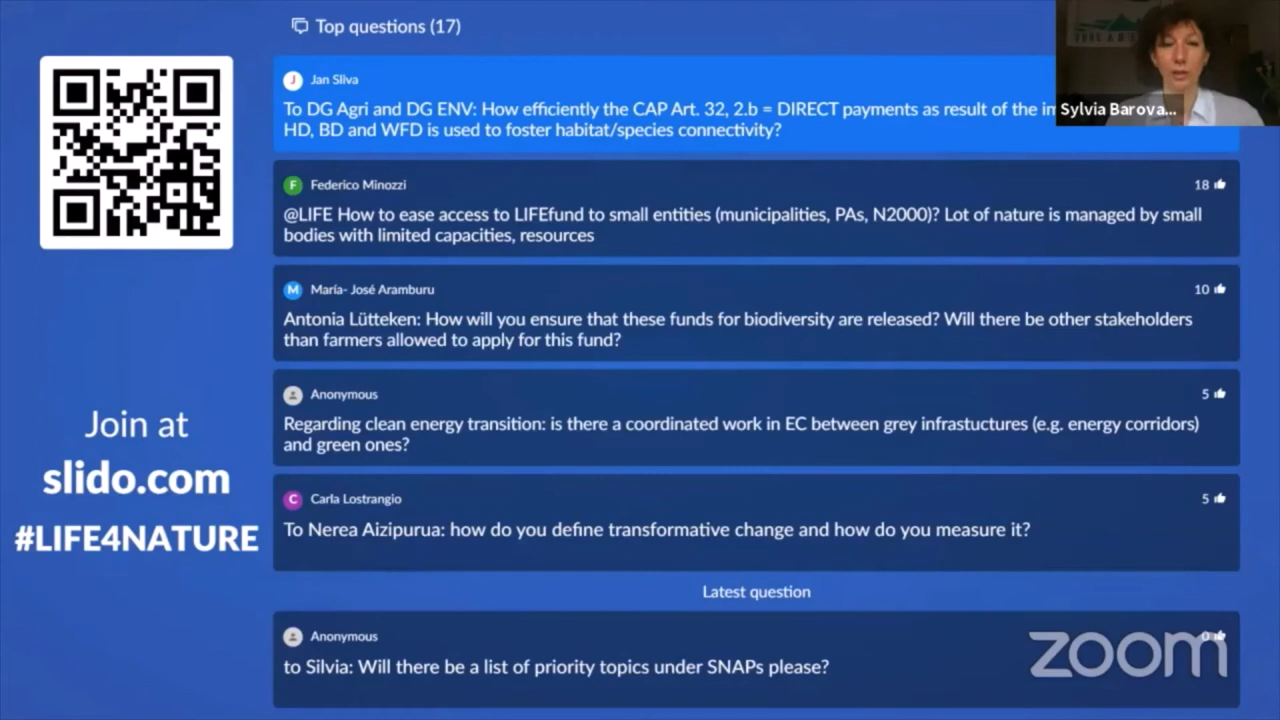 Top questions (17)
J
Jan Sliva
To DG Agri and DG ENV: How efficiently the CAP Art. 32, 2.b = DIRECT payments as result of the
HD, BD and WFD is used to foster habitat/species connectivity?
Sylvia Barova...
F
Federico Minozzi
18
@LIFE How to ease access to LIFEfund to small entities (municipalities, PAs, N2000)? Lot of nature is managed by small
bodies with limited capacities, resources
M
María- José Aramburu
10
Antonia Lütteken: How will you ensure that these funds for biodiversity are released? Will there be other stakeholders
than farmers allowed to apply for this fund?
Anonymous
5
Regarding clean energy transition: is there a coordinated work in EC between grey infrastuctures (e.g. energy corridors)
and green ones?
C
Carla Lostrangio
5
To Nerea Aizipurua: how do you define transformative change and how do you measure it?
Latest question
Anonymous
0
to Silvia: Will there be a list of priority topics under SNAPs please?
Join at
slido.com
#LIFE4NATURE
zoom